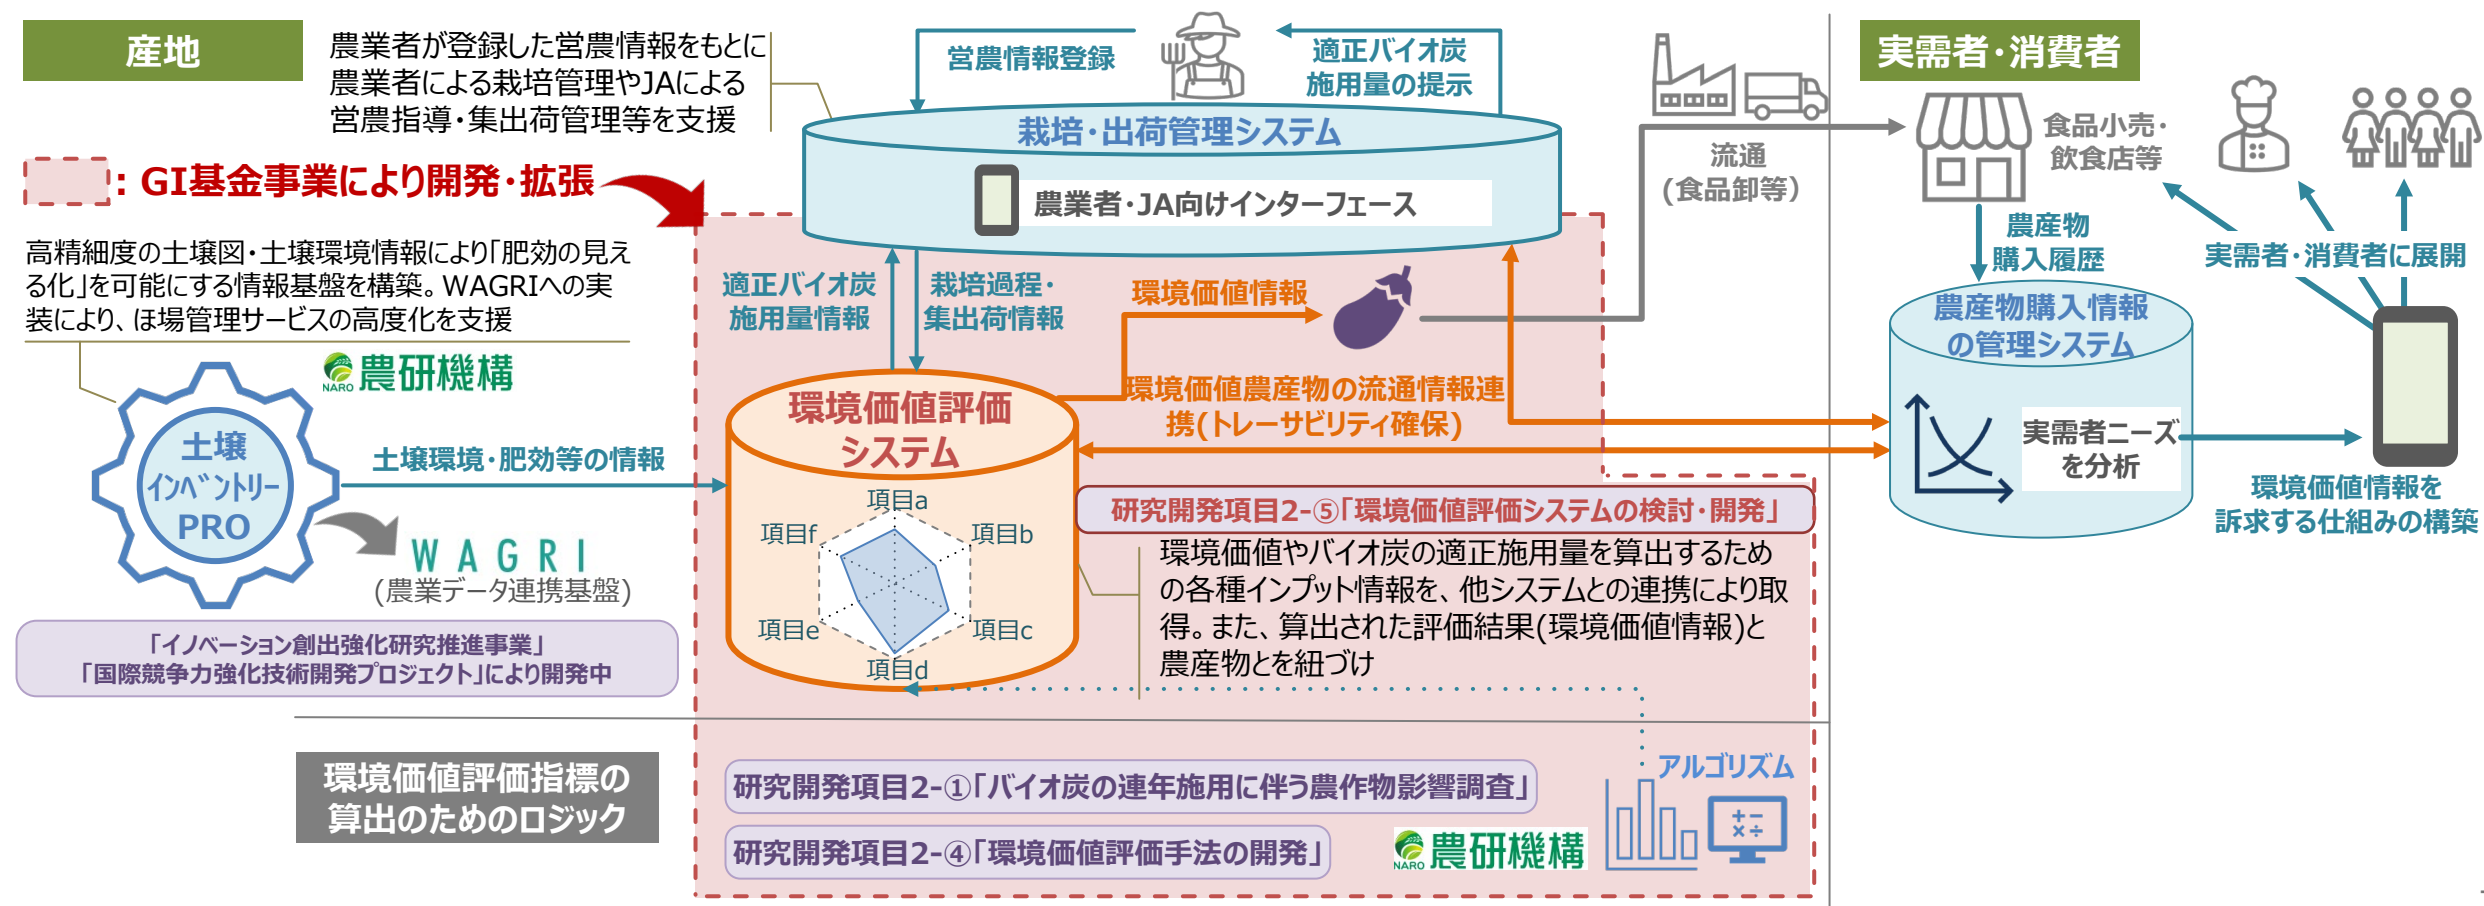 産地
農業者が登録した営農情報をもとに
農業者による栽培管理やJAによる
営農指導・集出荷管理等を支援
営農情報登録
適正バイオ炭
施用量の提示
実需者・消費者
栽培・出荷管理システム
農業者・JA向けインターフェース
流通
(食品卸等)
食品小売・
飲食店等
: GI基金事業により開発・拡張
高精細度の土壌図・土壌環境情報により「肥効の見え
る化」を可能にする情報基盤を構築。WAGRIへの実
装により、ほ場管理サービスの高度化を支援
適正バイオ炭
施用量情報
栽培過程・
集出荷情報
環境価値情報
農産物
購入履歴
実需者・消費者に展開
農産物購入情報
の管理システム
NARO 農研機構
環境価値農産物の流通情報連
携(トレーサビリティ確保)
環境価値評価
システム
土壌
インベントリー
PRO
土壌環境・肥効等の情報
実需者ニーズ
を分析
環境価値情報を
訴求する仕組みの構築
項目a
項目b
項目c
項目d
項目e
項目f
研究開発項目2-⑤「環境価値評価システムの検討・開発」
環境価値やバイオ炭の適正施用量を算出するため
の各種インプット情報を、他システムとの連携により取
得。また、算出された評価結果(環境価値情報)と
農産物とを紐づけ
WAGRI
(農業データ連携基盤)
「イノベーション創出強化研究推進事業」
「国際競争力強化技術開発プロジェクト」により開発中
環境価値評価指標の
算出のためのロジック
研究開発項目2-①「バイオ炭の連年施用に伴う農作物影響調査」
研究開発項目2-④「環境価値評価手法の開発」
NARO 農研機構
アルゴリズム